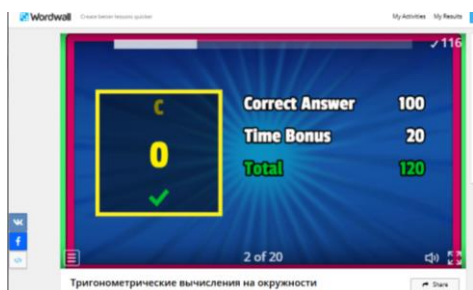 Wordwall Create better lessons quicker My Activities My Results
✓116
C
0
Correct Answer 100
Time Bonus 20
Total 120
2 of 20
Тригонометрические вычисления на окружности
Share